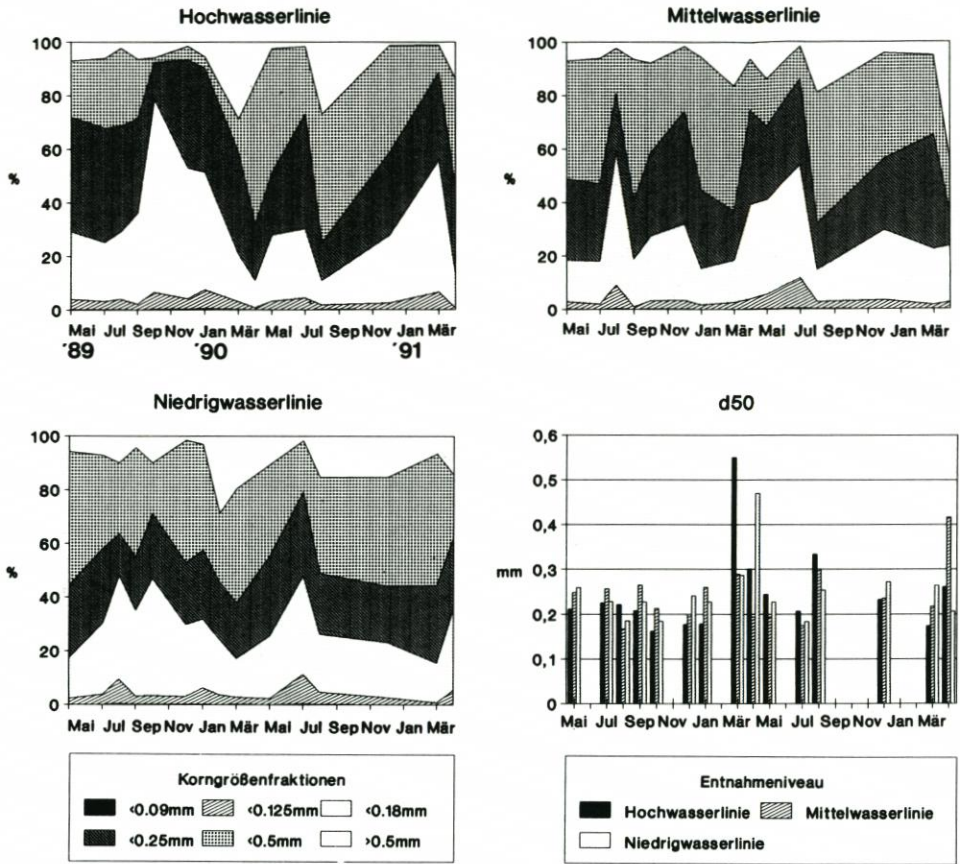 Hochwasserlinie
100
80
60
%
40
20
0
Mai Jul Sep Nov Jan Mär Mai Jul Sep Nov Jan Mär
'89 '90 '91
Mittelwasserlinie
100
80
60
%
40
20
0
Mai Jul Sep Nov Jan Mär Mai Jul Sep Nov Jan Mär
Niedrigwasserlinie
100
80
60
%
40
20
0
Mai Jul Sep Nov Jan Mär Mai Jul Sep Nov Jan Mär
d50
0,6
0,5
0,4
mm
0,3
0,2
0,1
0
Mai Jul Sep Nov Jan Mär Mai Jul Sep Nov Jan Mär
Korngrößenfraktionen
<0.09mm <0.125mm <0.18mm
<0.25mm <0.5mm >0.5mm
Entnahmeniveau
Hochwasserlinie Mittelwasserlinie
Niedrigwasserlinie